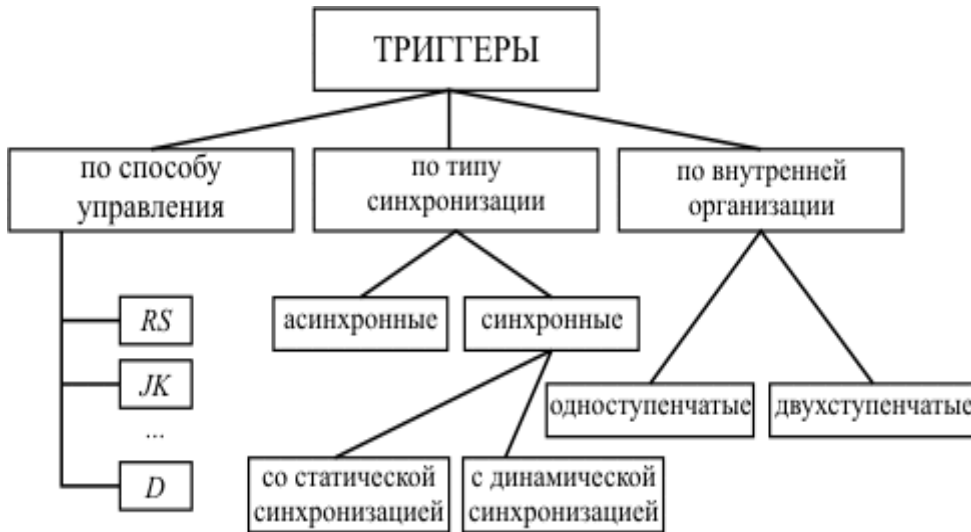 ТРИГГЕРЫ
по способу
управления
по типу
синхронизации
по внутренней
организации
RS
JK
...
D
асинхронные
синхронные
со статической
синхронизацией
с динамической
синхронизацией
одноступенчатые
двухступенчатые